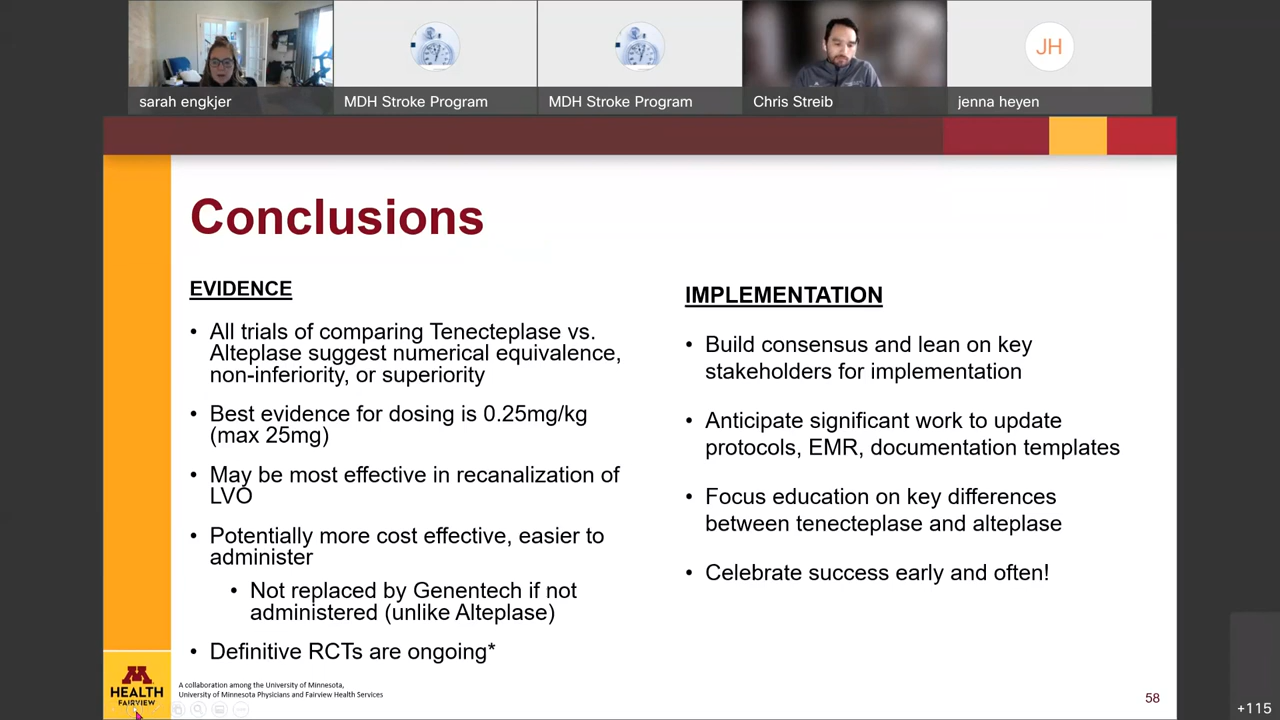 sarah engkjer
MDH Stroke Program
MDH Stroke Program
Chris Streib
JH
jenna heyen
Conclusions
EVIDENCE
• All trials of comparing Tenecteplase vs.
Alteplase suggest numerical equivalence,
non-inferiority, or superiority
• Best evidence for dosing is 0.25mg/kg
(max 25mg)
• May be most effective in recanalization of
LVO
• Potentially more cost effective, easier to
administer
• Not replaced by Genentech if not
administered (unlike Alteplase)
• Definitive RCTs are ongoing*
IMPLEMENTATION
• Build consensus and lean on key
stakeholders for implementation
• Anticipate significant work to update
protocols, EMR, documentation templates
• Focus education on key differences
between tenecteplase and alteplase
• Celebrate success early and often!
M
HEALTH
FAIRVIEW
A collaboration among the University of Minnesota,
University of Minnesota Physicians and Fairview Health Services
58
+115